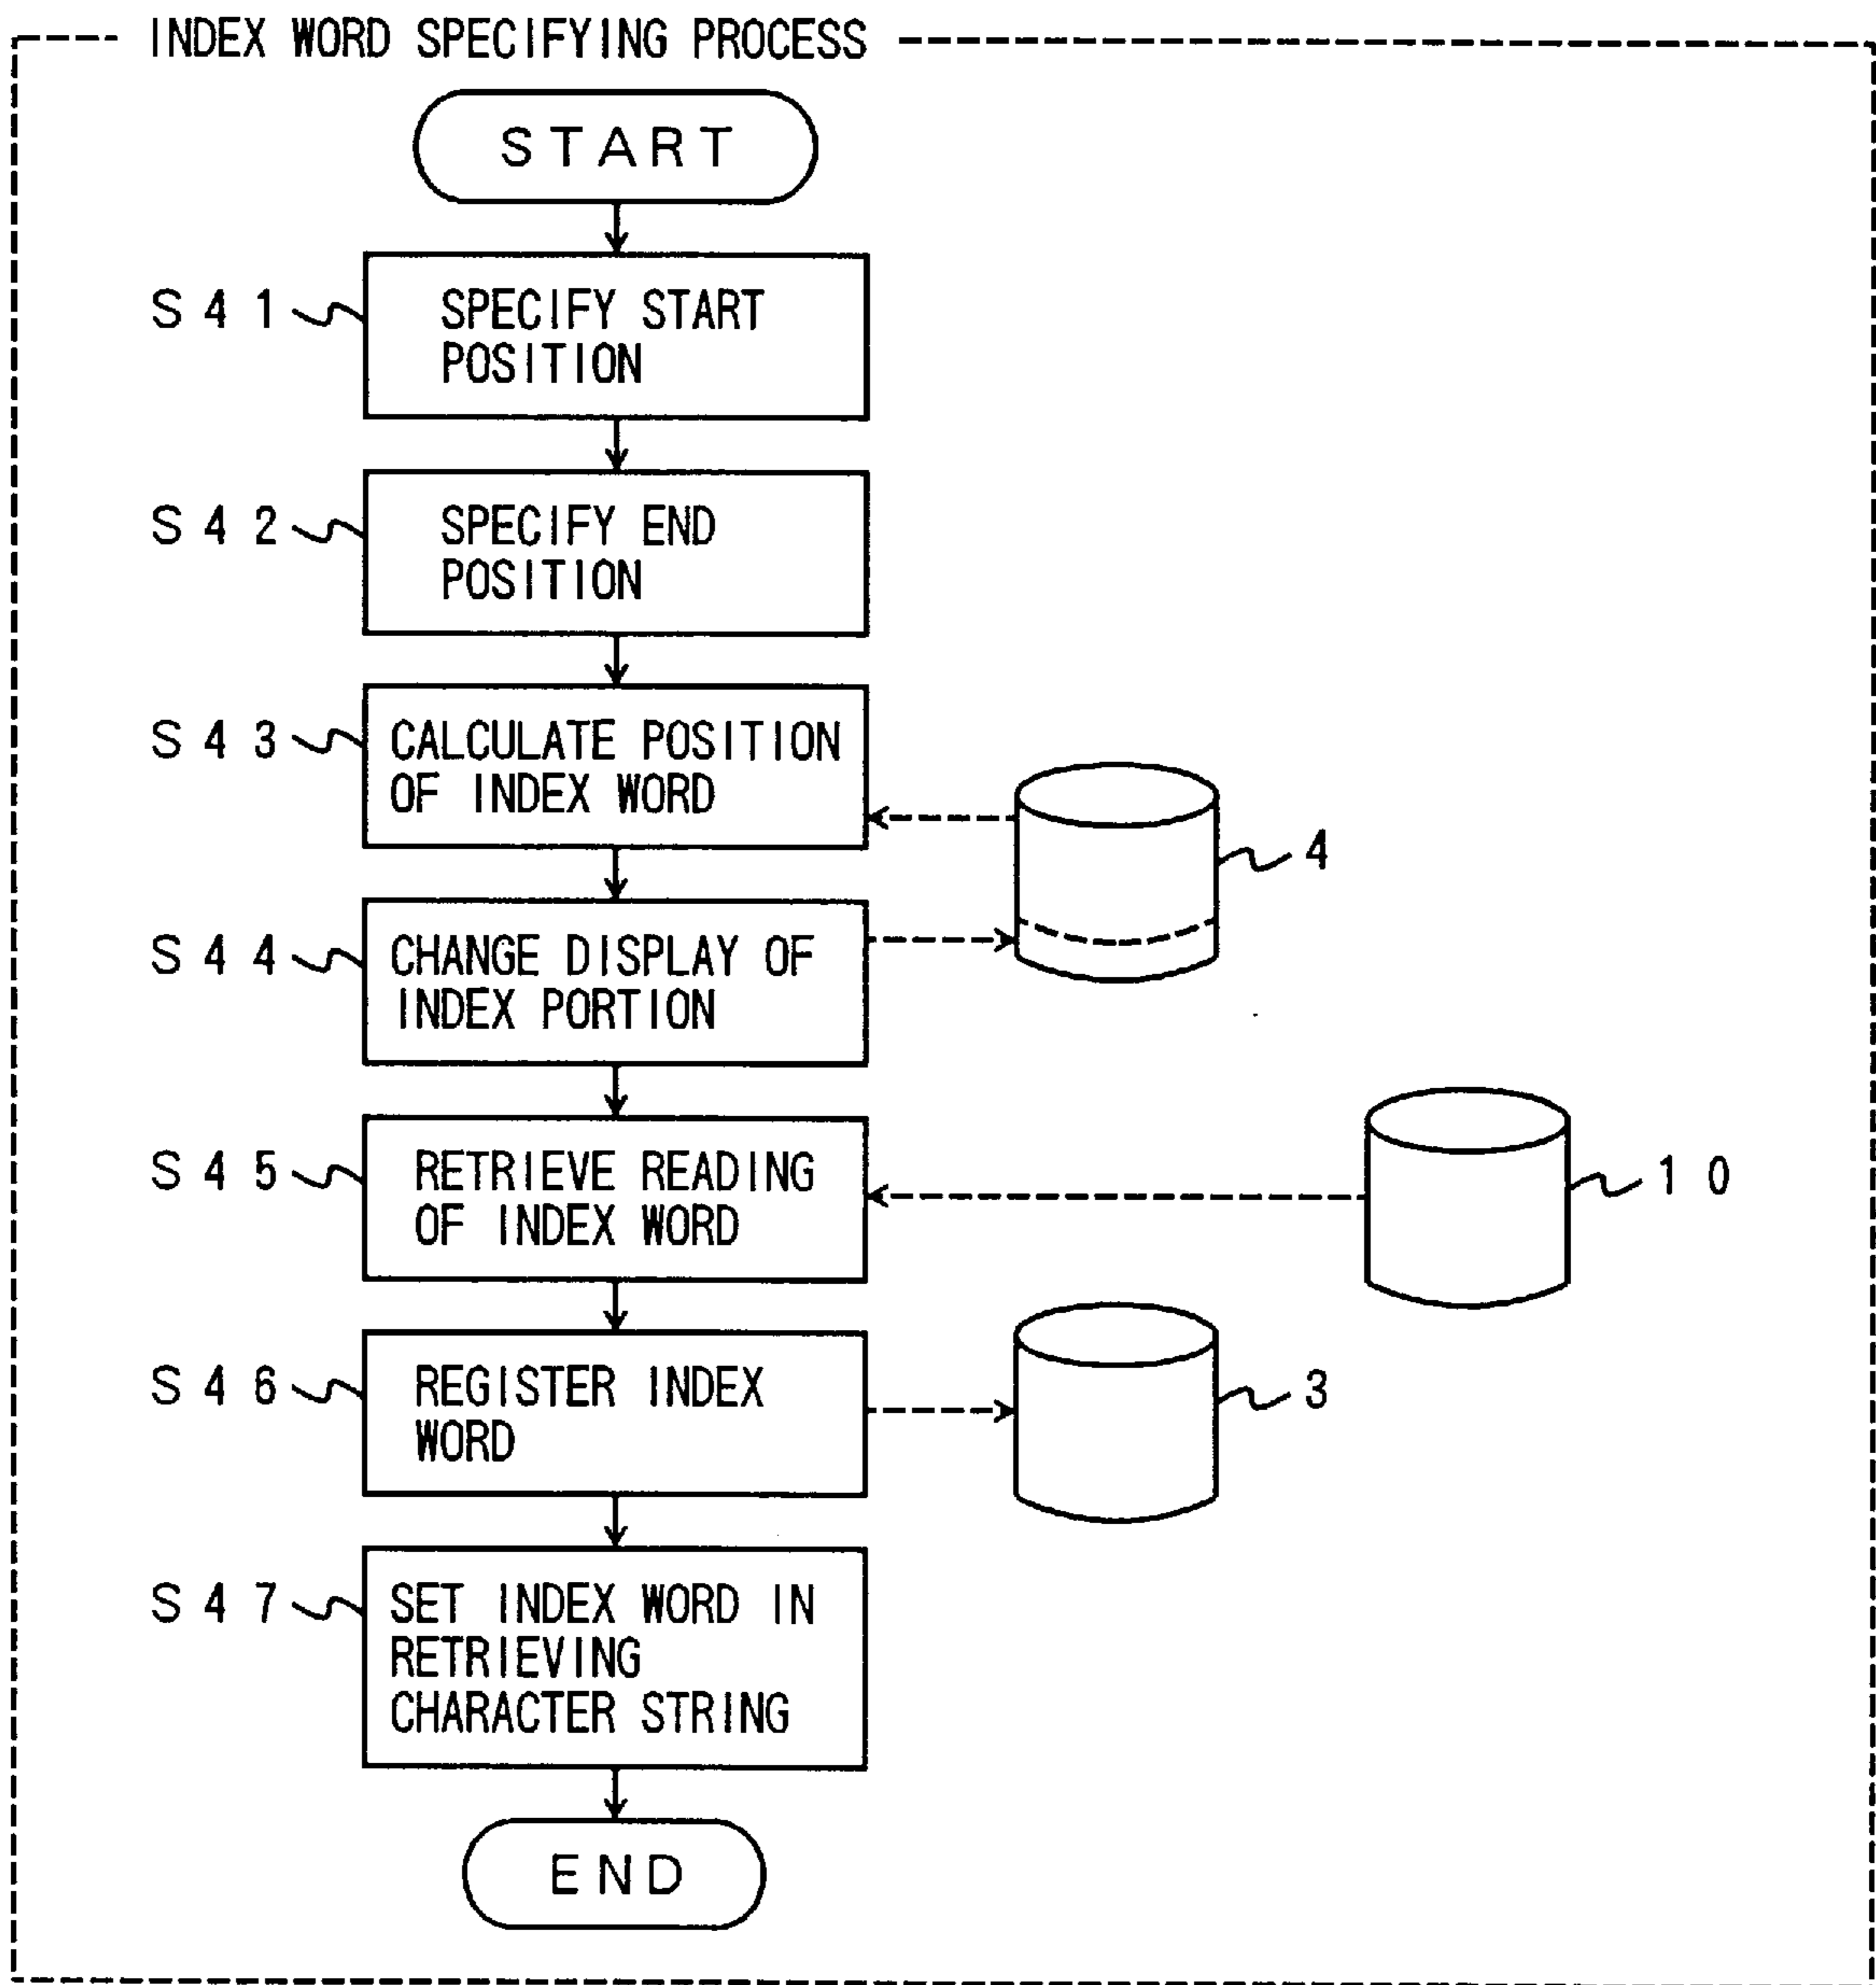 INDEX WORD SPECIFYING PROCESS
START
S41
SPECIFY START
POSITION
S42
SPECIFY END
POSITION
S43
CALCULATE POSITION
OF INDEX WORD
4
S44
CHANGE DISPLAY OF
INDEX PORTION
S45
RETRIEVE READING
OF INDEX WORD
10
S46
REGISTER INDEX
WORD
3
S47
SET INDEX WORD IN
RETRIEVING
CHARACTER STRING
END